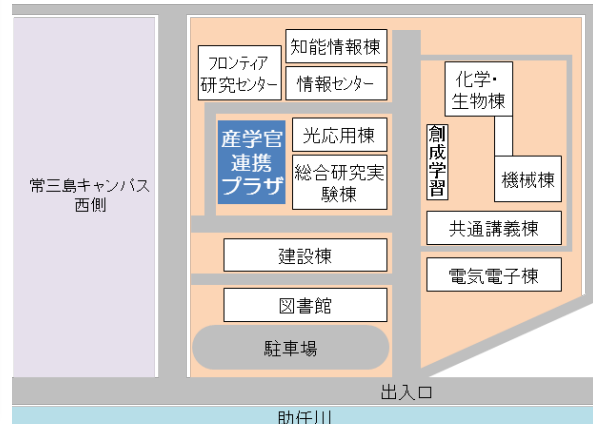 知能情報棟
フロンティア
研究センター
情報センター
化学・
生物棟
産学官
連携
プラザ
光応用棟
創成学習
常三島キャンパス
西側
総合研究実
験棟
機械棟
共通講義棟
建設棟
電気電子棟
図書館
駐車場
出入口
助任川